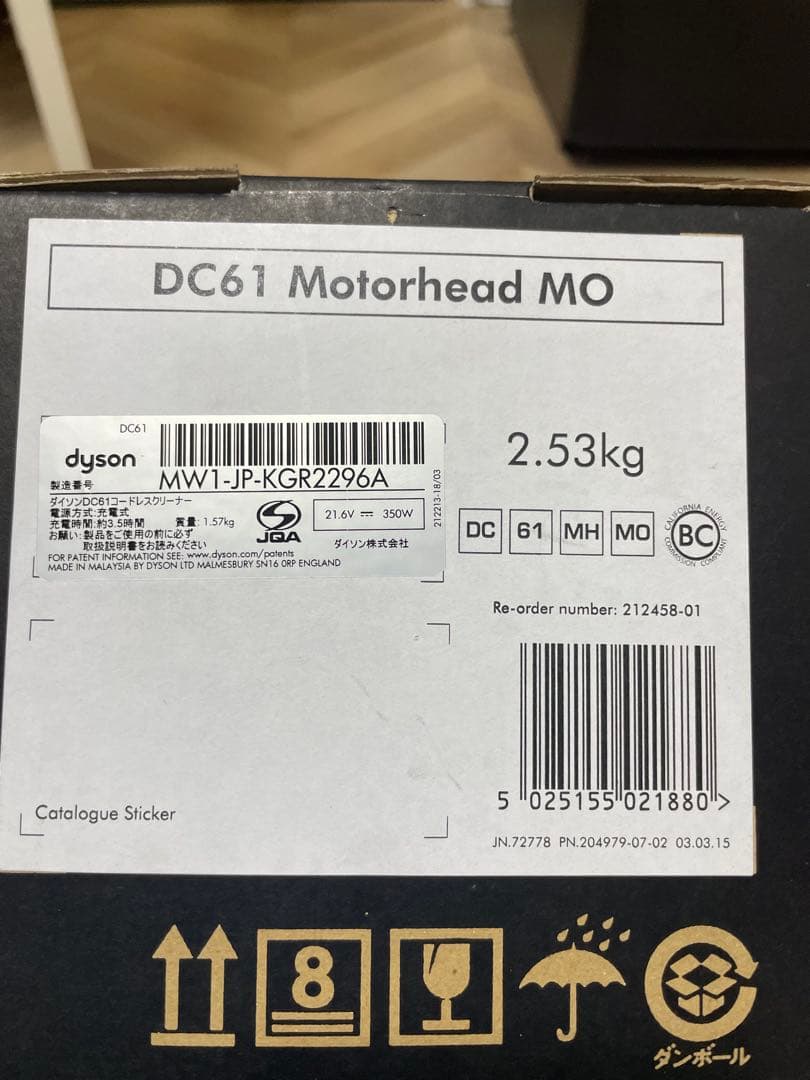 DC61 Motorhead MO
DC61
dyson
製造番号
MW1-JP-KGR2296A
ダイソンDC61コードレスクリーナー
電源方式:充電式
充電時間:約3.5時間 質量: 1.57kg
お願い:製品をご使用の前に必ず
取扱説明書をお読みください
S
JQA
21.6V ⎓ 350W
ダイソン株式会社
FOR PATENT INFORMATION SEE: www.dyson.com/patents
MADE IN MALAYSIA BY DYSON LTD MALMESBURY SN16 0RP ENGLAND
212213-18/03
2.53kg
DC 61 MH MO
CALIFORNIA ENERGY
BC
COMMISSION COMPLIANT
Re-order number: 212458-01
5 025155 021880 >
JN.72778 PN.204979-07-02 03.03.15
Catalogue Sticker
8
ダンボール